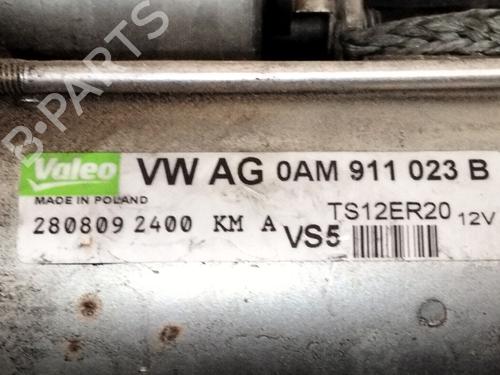 B-PARTS
Valeo VW AG 0AM 911 023 B
MADE IN POLAND
280809 2400 KM A VS5 TS12ER20 12V